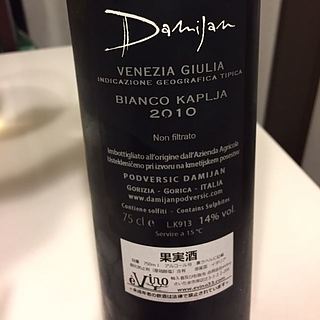 Damijan
VENEZIA GIULIA
INDICAZIONE GEOGRAFICA TIPICA
BIANCO KAPLJA
2010
Non filtrato
imbottigliato all'origine dall'Azienda Agricola
Ustekleničeno pri izvoru na kmetijskem posestvu
PODVERSIC DAMIJAN
GORIZIA - GORICA - ITALIA
www.damijanpodversic.com
Contiene solfiti - Contains Sulphites
75 cl e L.K913 14% vol.
Servire a 15 °C
果実酒
eVino